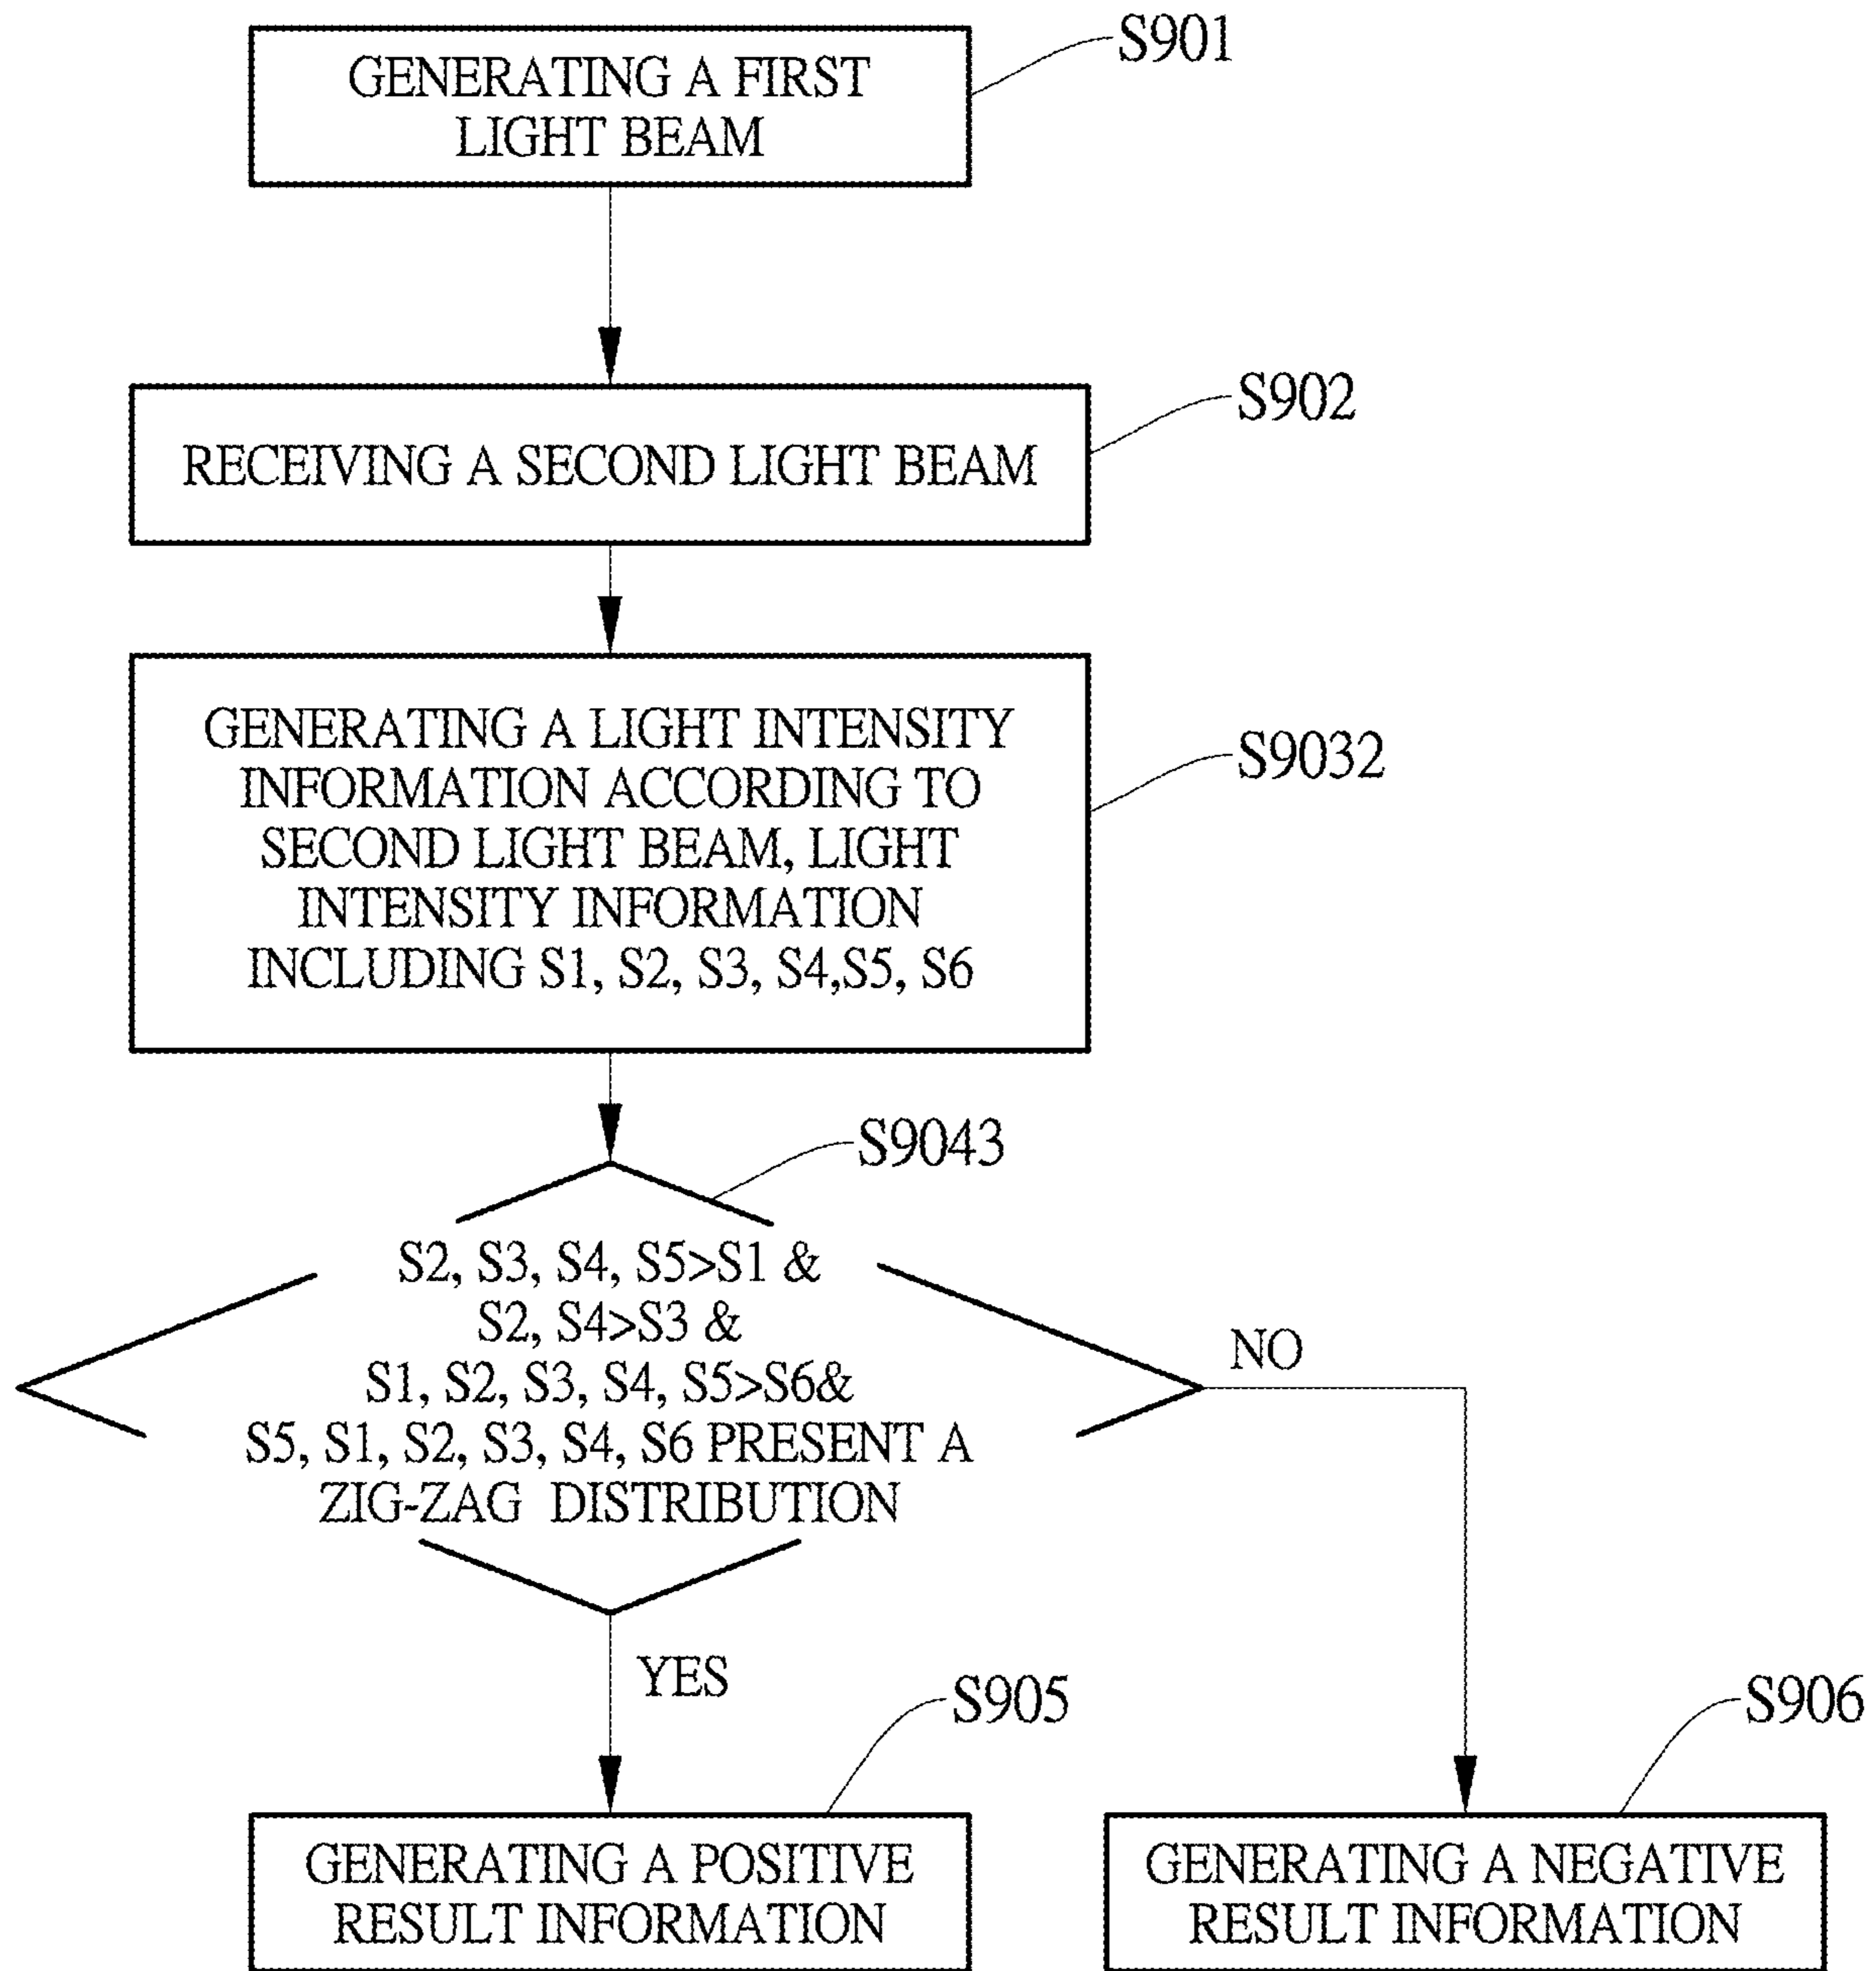 S901
GENERATING A FIRST
LIGHT BEAM
S902
RECEIVING A SECOND LIGHT BEAM
S9032
GENERATING A LIGHT INTENSITY
INFORMATION ACCORDING TO
SECOND LIGHT BEAM, LIGHT
INTENSITY INFORMATION
INCLUDING S1, S2, S3, S4,S5, S6
S9043
S2, S3, S4, S5>S1 &
S2, S4>S3 &
S1, S2, S3, S4, S5>S6&
S5, S1, S2, S3, S4, S6 PRESENT A
ZIG-ZAG DISTRIBUTION
NO
YES
S905
GENERATING A POSITIVE
RESULT INFORMATION
S906
GENERATING A NEGATIVE
RESULT INFORMATION